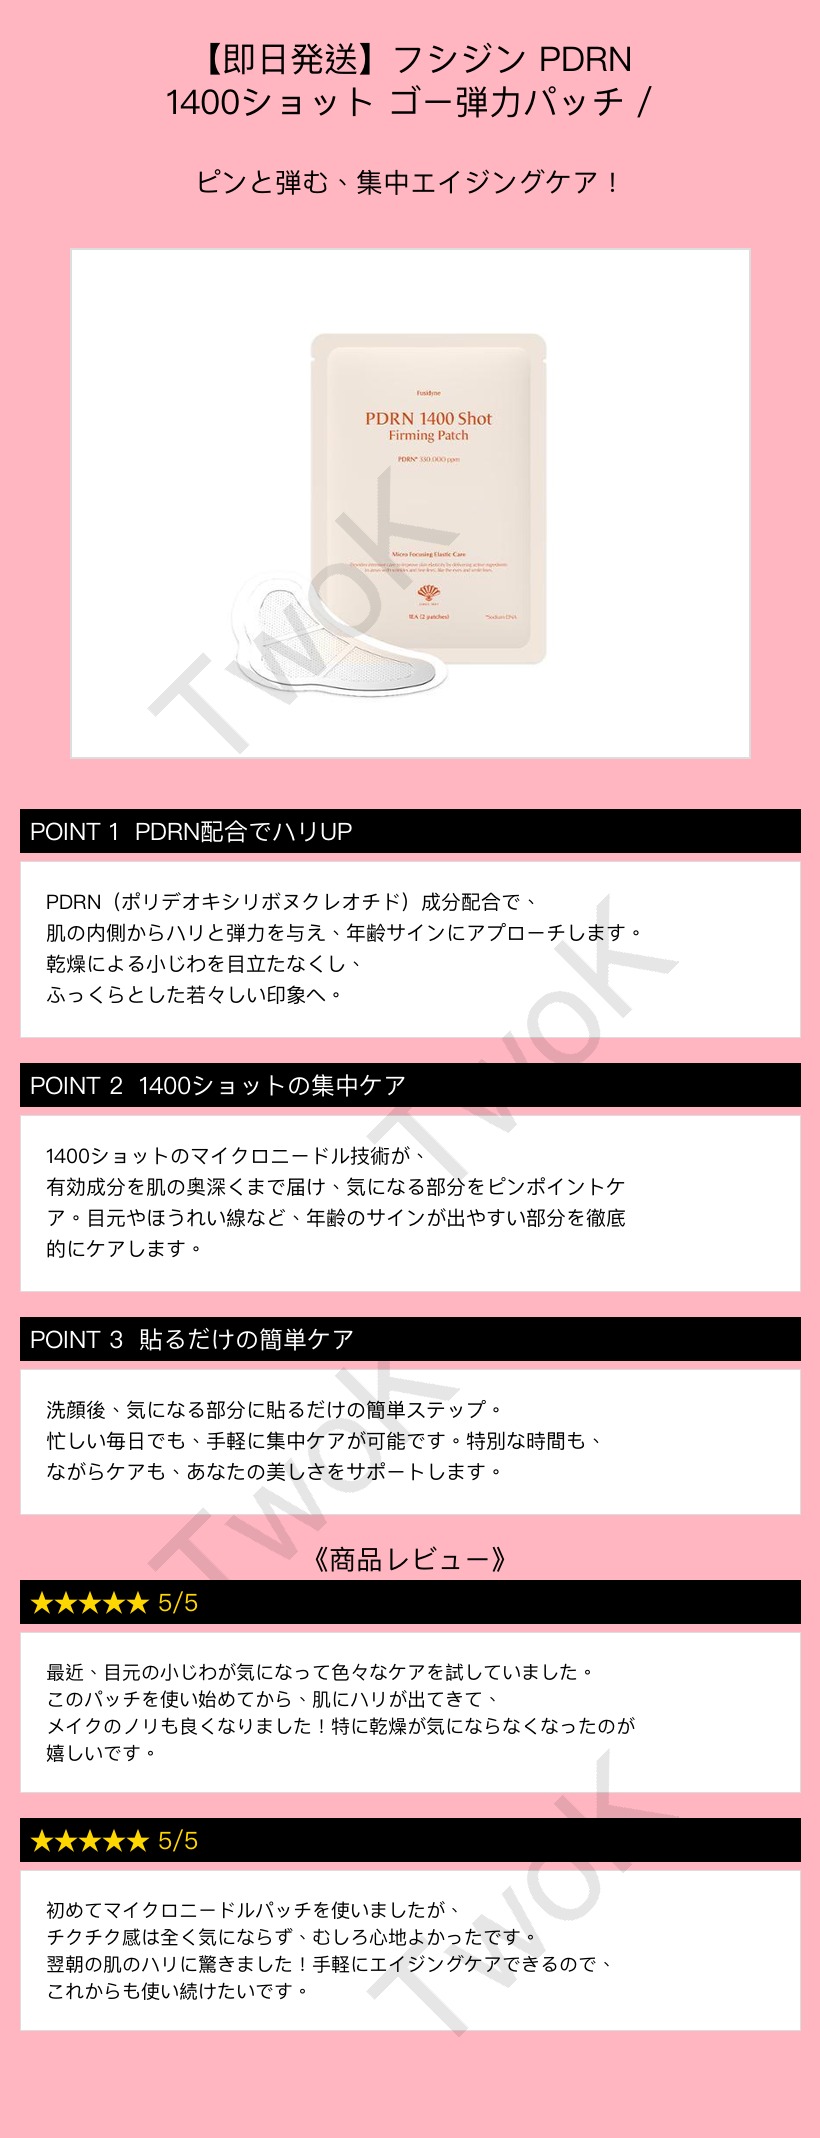 【即日発送】フシジン PDRN
1400ショット ゴー弾力パッチ /
ピンと弾む、集中エイジングケア！
Fusidyne
PDRN 1400 Shot
Firming Patch
PDRN* 330,000 ppm
Micro Focusing Elastic Care
1EA (2 patches)
*Sodium DNA
TwoK
POINT 1 PDRN配合でハリUP
PDRN（ポリデオキシリボヌクレオチド）成分配合で、
肌の内側からハリと弾力を与え、年齢サインにアプローチします。
乾燥による小じわを目立たなくし、
ふっくらとした若々しい印象へ。
TwoK
POINT 2 1400ショットの集中ケア
1400ショットのマイクロニードル技術が、
有効成分を肌の奥深くまで届け、気になる部分をピンポイントケ
ア。目元やほうれい線など、年齢のサインが出やすい部分を徹底
的にケアします。
POINT 3 貼るだけの簡単ケア
洗顔後、気になる部分に貼るだけの簡単ステップ。
忙しい毎日でも、手軽に集中ケアが可能です。特別な時間も、
ながらケアも、あなたの美しさをサポートします。
TwoK
《商品レビュー》
★★★★★ 5/5
最近、目元の小じわが気になって色々なケアを試していました。
このパッチを使い始めてから、肌にハリが出てきて、
メイクのノリも良くなりました！特に乾燥が気にならなくなったのが
嬉しいです。
★★★★★ 5/5
初めてマイクロニードルパッチを使いましたが、
チクチク感は全く気にならず、むしろ心地よかったです。
翌朝の肌のハリに驚きました！手軽にエイジングケアできるので、
これからも使い続けたいです。
TwoK